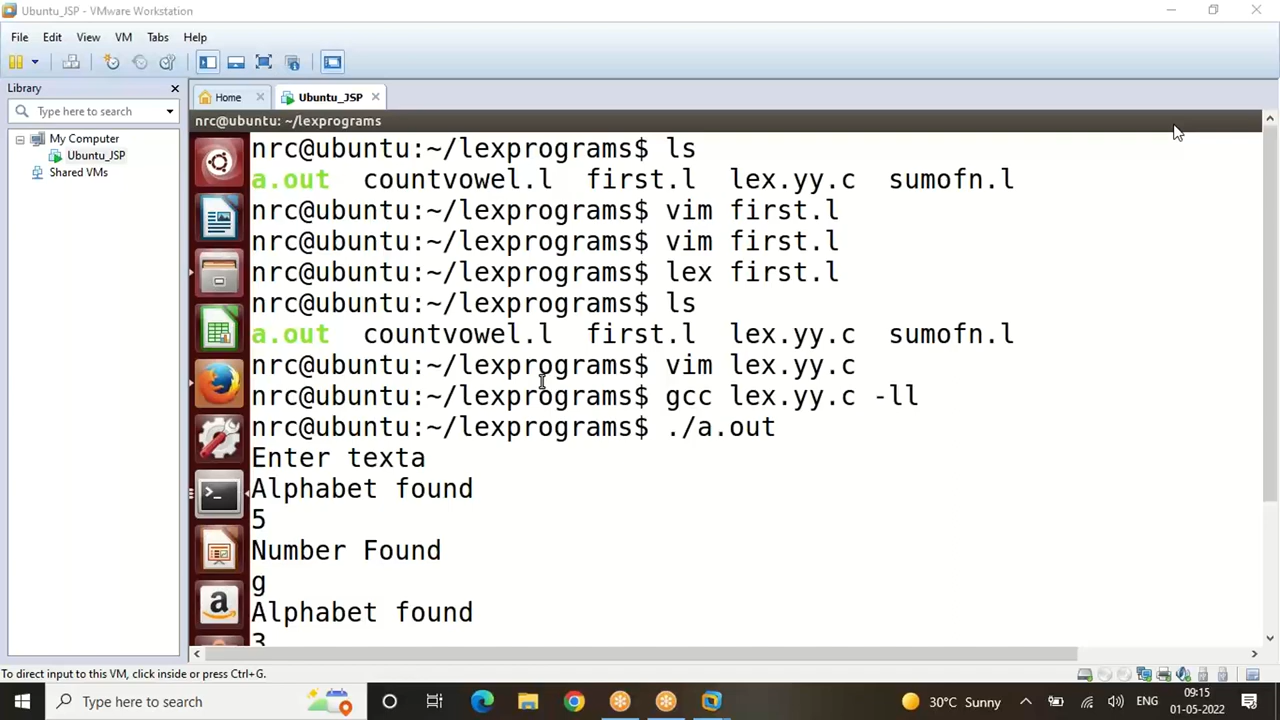 Ubuntu_JSP - VMware Workstation
File Edit View VM Tabs Help
Library
Type here to search
My Computer
Ubuntu_JSP
Shared VMs
Home
Ubuntu_JSP
nrc@ubuntu: ~/lexprograms
nrc@ubuntu:~/lexprograms$ ls
a.out countvowel.l first.l lex.yy.c sumofn.l
nrc@ubuntu:~/lexprograms$ vim first.l
nrc@ubuntu:~/lexprograms$ vim first.l
nrc@ubuntu:~/lexprograms$ lex first.l
nrc@ubuntu:~/lexprograms$ ls
a.out countvowel.l first.l lex.yy.c sumofn.l
nrc@ubuntu:~/lexprograms$ vim lex.yy.c
nrc@ubuntu:~/lexprograms$ gcc lex.yy.c -ll
nrc@ubuntu:~/lexprograms$ ./a.out
Enter texta
Alphabet found
5
Number Found
g
Alphabet found
3
To direct input to this VM, click inside or press Ctrl+G.
Type here to search
30°C Sunny
ENG
09:15
01-05-2022